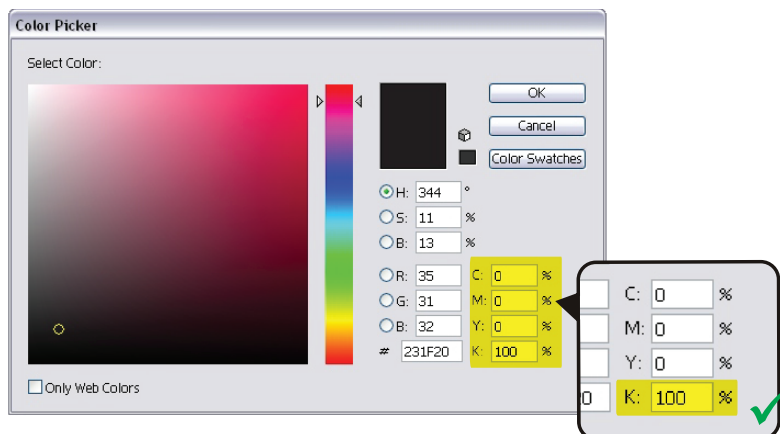 Color Picker
Select Color:
OK
Cancel
Color Swatches
H: 344 °
S: 11 %
B: 13 %
R: 35 C: 0 %
G: 31 M: 0 %
B: 32 Y: 0 %
# 231F20 K: 100 %
Only Web Colors
C: 0 %
M: 0 %
Y: 0 %
0 K: 100 %